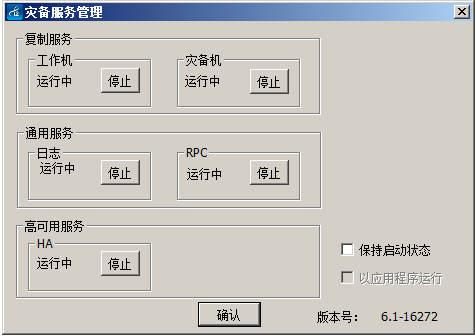 灾备服务管理
复制服务
工作机
运行中 停止
灾备机
运行中 停止
通用服务
日志
运行中 停止
RPC
运行中 停止
高可用服务
HA
运行中 停止
保持启动状态
以应用程序运行
确认
版本号： 6.1-16272